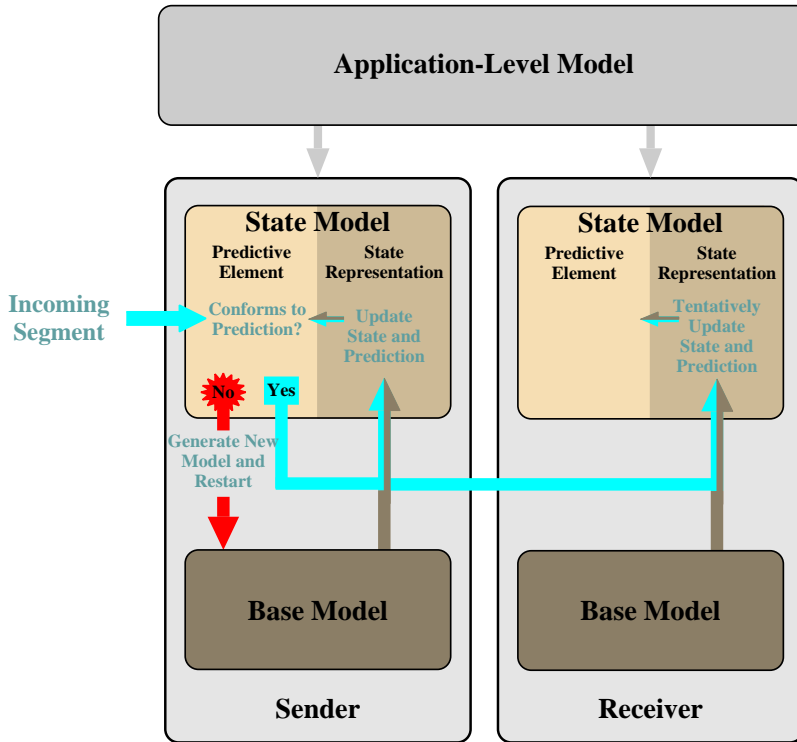 Application-Level Model
State Model
Predictive
Element
State
Representation
Incoming
Segment
Conforms to
Prediction?
Update
State and
Prediction
No
Yes
Generate New
Model and
Restart
Base Model
Sender
State Model
Predictive
Element
State
Representation
Tentatively
Update
State and
Prediction
Base Model
Receiver